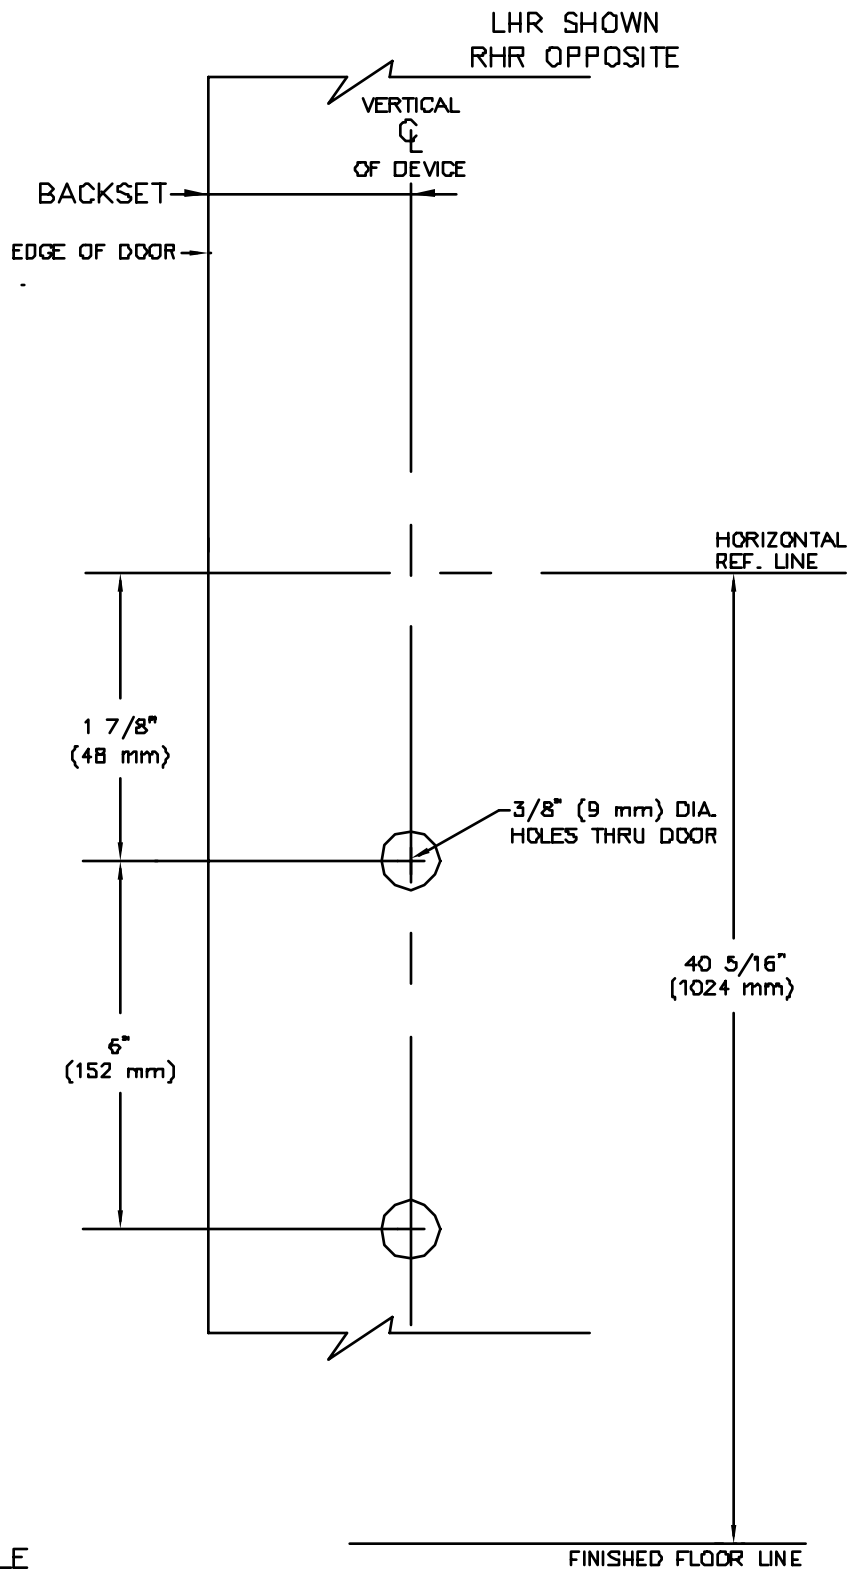 LHR SHOWN
RHR OPPOSITE
VERTICAL
℄
OF DEVICE
BACKSET
EDGE OF DOOR
HORIZONTAL
REF. LINE
1 7/8"
(48 mm)
3/8" (9 mm) DIA.
HOLES THRU DOOR
40 5/16"
(1024 mm)
6"
(152 mm)
LE
FINISHED FLOOR LINE